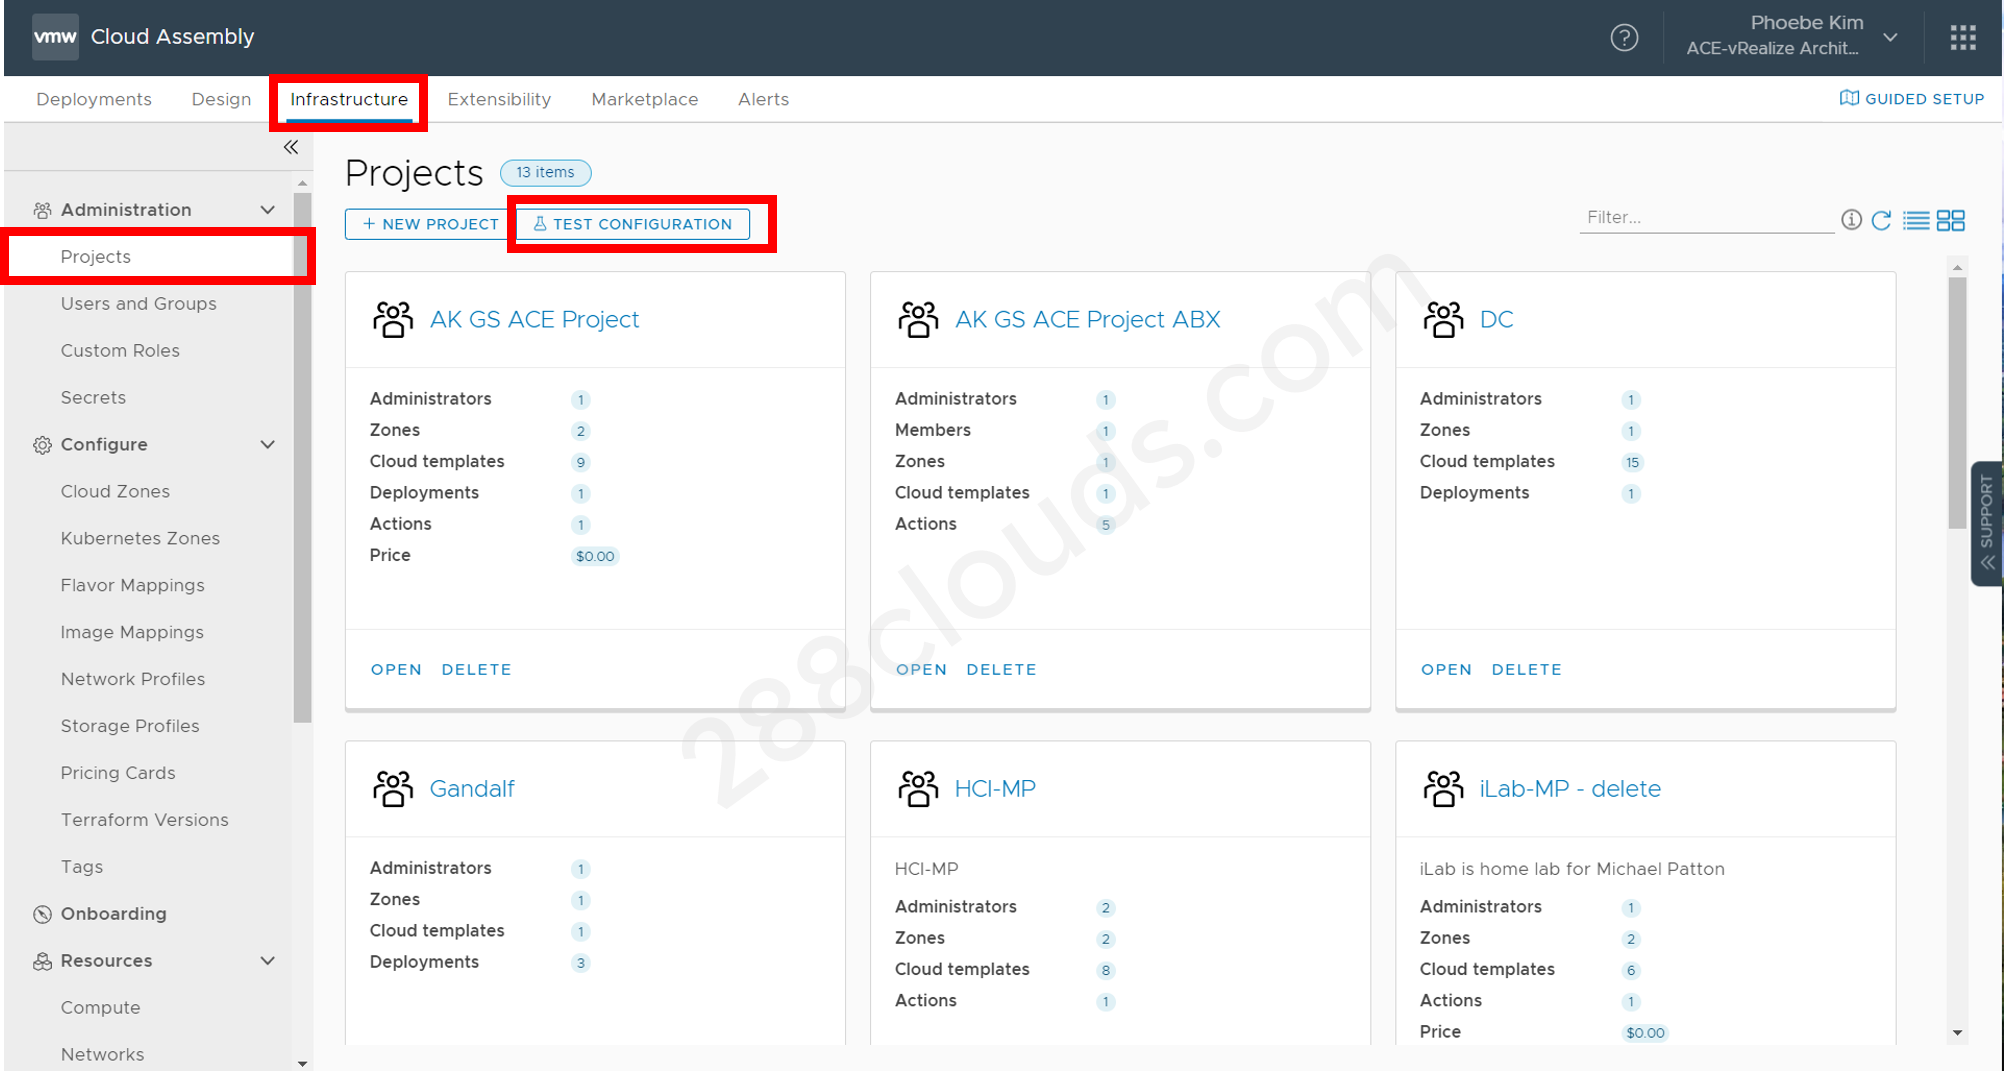 vmw Cloud Assembly
Phoebe Kim
ACE-vRealize Archit...
Deployments Design Infrastructure Extensibility Marketplace Alerts
GUIDED SETUP
Administration
Projects
Users and Groups
Custom Roles
Secrets
Configure
Cloud Zones
Kubernetes Zones
Flavor Mappings
Image Mappings
Network Profiles
Storage Profiles
Pricing Cards
Terraform Versions
Tags
Onboarding
Resources
Compute
Networks
Projects 13 items
+ NEW PROJECT TEST CONFIGURATION
Filter...
AK GS ACE Project
Administrators 1
Zones 2
Cloud templates 9
Deployments 1
Actions 1
Price $0.00
OPEN DELETE
AK GS ACE Project ABX
Administrators 1
Members 1
Zones 1
Cloud templates 1
Actions 5
OPEN DELETE
DC
Administrators 1
Zones 1
Cloud templates 15
Deployments 1
OPEN DELETE
Gandalf
Administrators 1
Zones 1
Cloud templates 1
Deployments 3
HCI-MP
HCI-MP
Administrators 2
Zones 2
Cloud templates 8
Actions 1
iLab-MP - delete
iLab is home lab for Michael Patton
Administrators 1
Zones 2
Cloud templates 6
Actions 1
Price $0.00
SUPPORT
288clouds.com